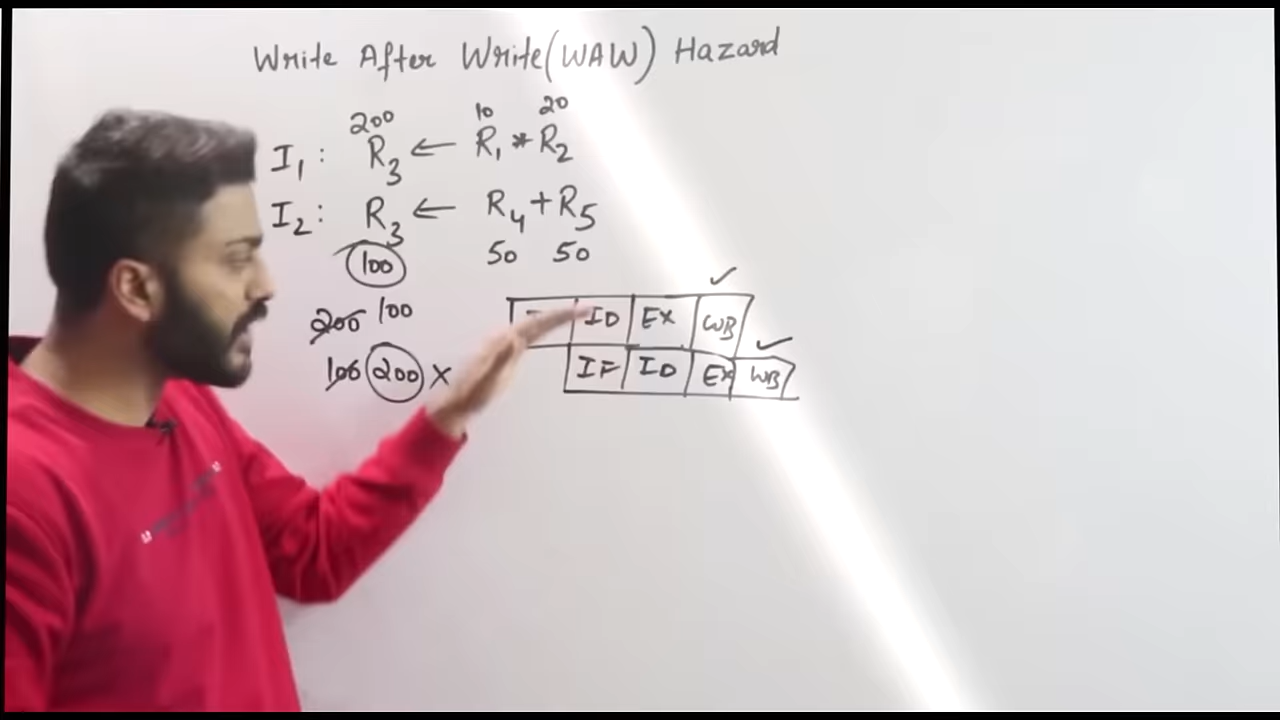 Write After Write(WAW) Hazard
200 10 20
I1: R3 ← R1 * R2
I2: R3 ← R4 + R5
100 50 50
200 100
100 200 X
ID EX WB ✓
IF ID EX WB ✓